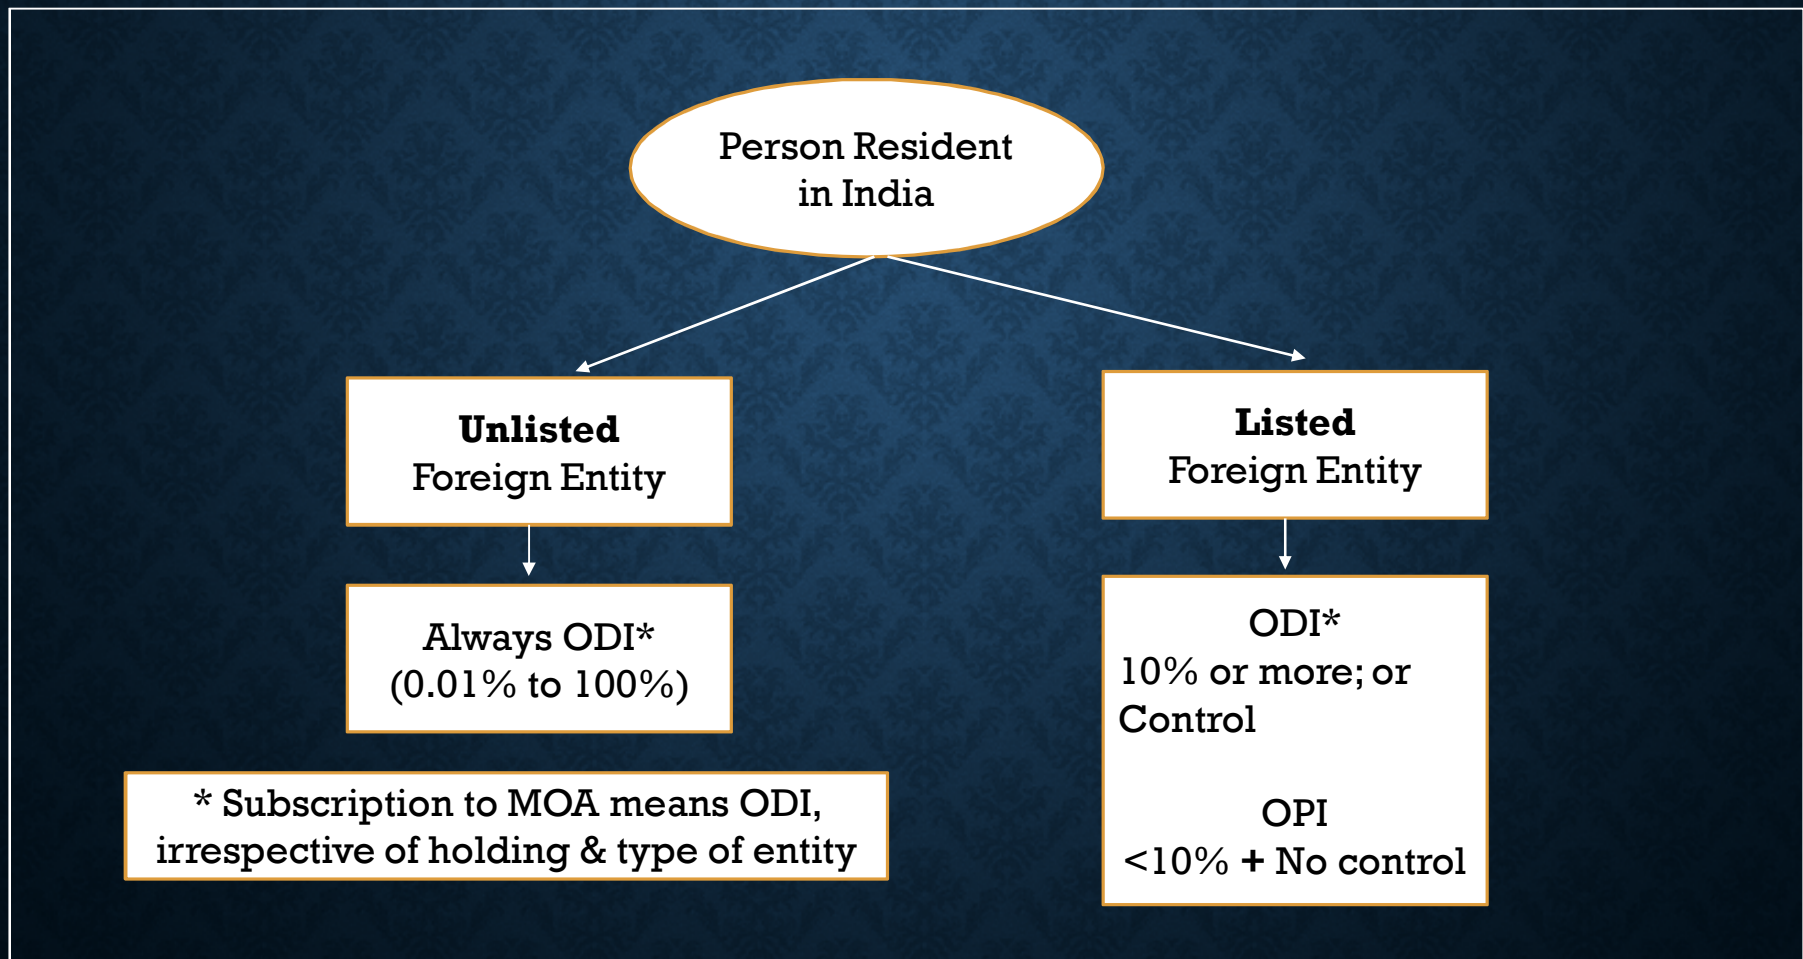 Person Resident
in India
Unlisted
Foreign Entity
Listed
Foreign Entity
Always ODI*
(0.01% to 100%)
ODI*
10% or more; or
Control
OPI
<10% + No control
* Subscription to MOA means ODI,
irrespective of holding & type of entity